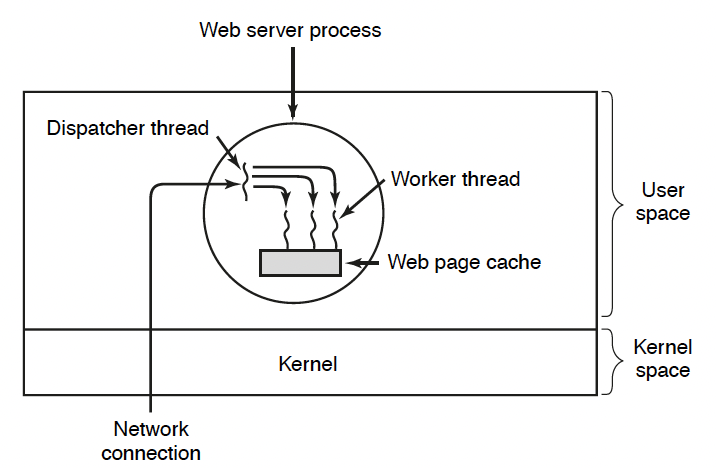 Web server process
Dispatcher thread
Worker thread
User
space
Web page cache
Kernel
Kernel
space
Network
connection